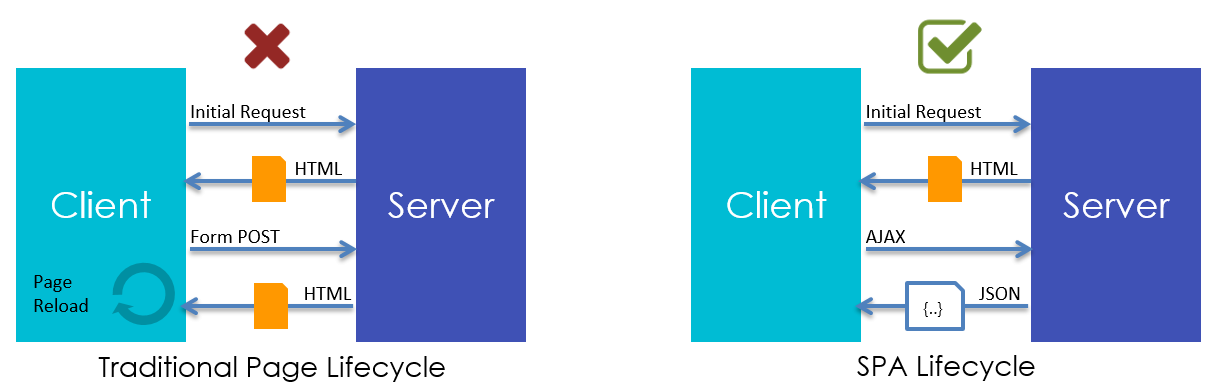 Initial Request
HTML
Client
Server
Form POST
Page
Reload
HTML
Traditional Page Lifecycle
Initial Request
HTML
Client
Server
AJAX
JSON
{..}
SPA Lifecycle